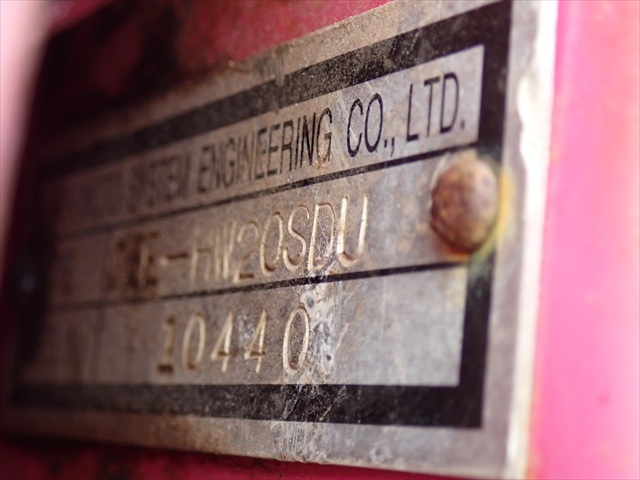 SYSTEM ENGINEERING CO., LTD.
-HW20SDU
10440